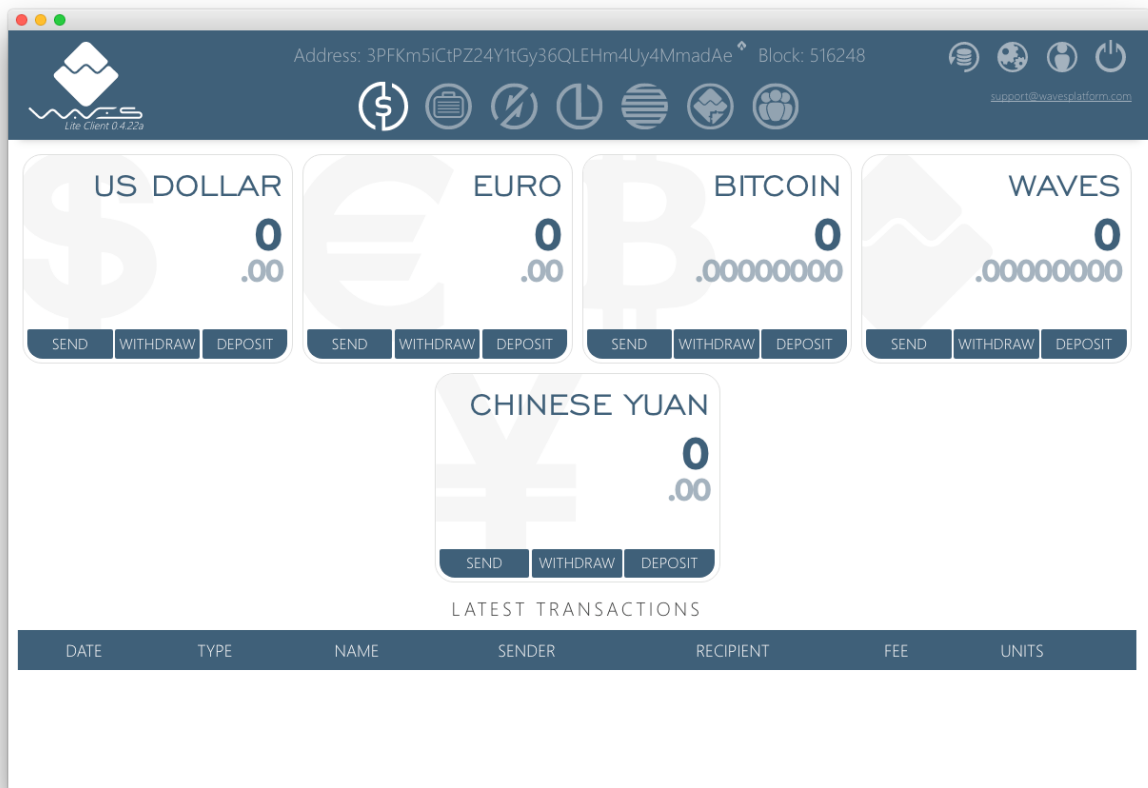 Address: 3PFKm5iCtPZ24Y1tGy36QLEHm4Uy4MmadAe Block: 516248
WAVES
Lite Client 0.4.22a
support@wavesplatform.com
US DOLLAR
0
.00
SEND WITHDRAW DEPOSIT
EURO
0
.00
SEND WITHDRAW DEPOSIT
BITCOIN
0
.00000000
SEND WITHDRAW DEPOSIT
WAVES
0
.00000000
SEND WITHDRAW DEPOSIT
CHINESE YUAN
0
.00
SEND WITHDRAW DEPOSIT
LATEST TRANSACTIONS
DATE TYPE NAME SENDER RECIPIENT FEE UNITS